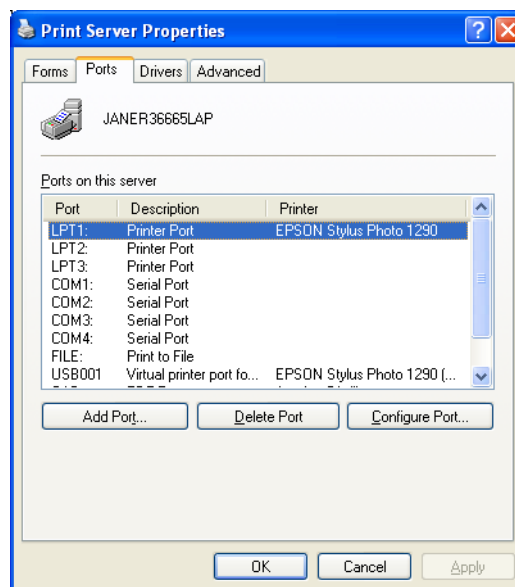 Print Server Properties
Forms Ports Drivers Advanced
JANER36665LAP
Ports on this server
Port Description Printer
LPT1: Printer Port EPSON Stylus Photo 1290
LPT2: Printer Port
LPT3: Printer Port
COM1: Serial Port
COM2: Serial Port
COM3: Serial Port
COM4: Serial Port
FILE: Print to File
USB001 Virtual printer port fo... EPSON Stylus Photo 1290 (...
Add Port... Delete Port Configure Port...
OK Cancel Apply